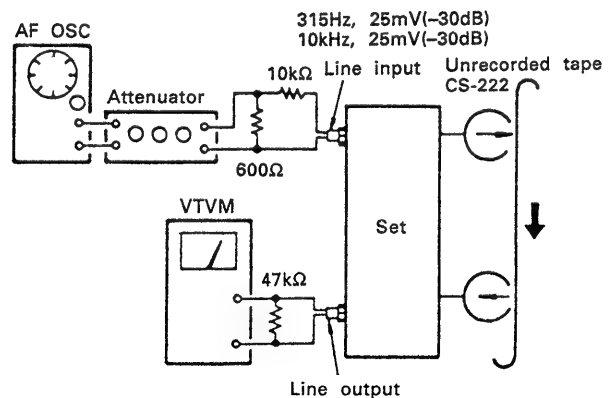 315Hz, 25mV(–30dB)
10kHz, 25mV(–30dB)
AF OSC
Attenuator
10kΩ
Line input
Unrecorded tape
CS-222
600Ω
VTVM
Set
47kΩ
Line output